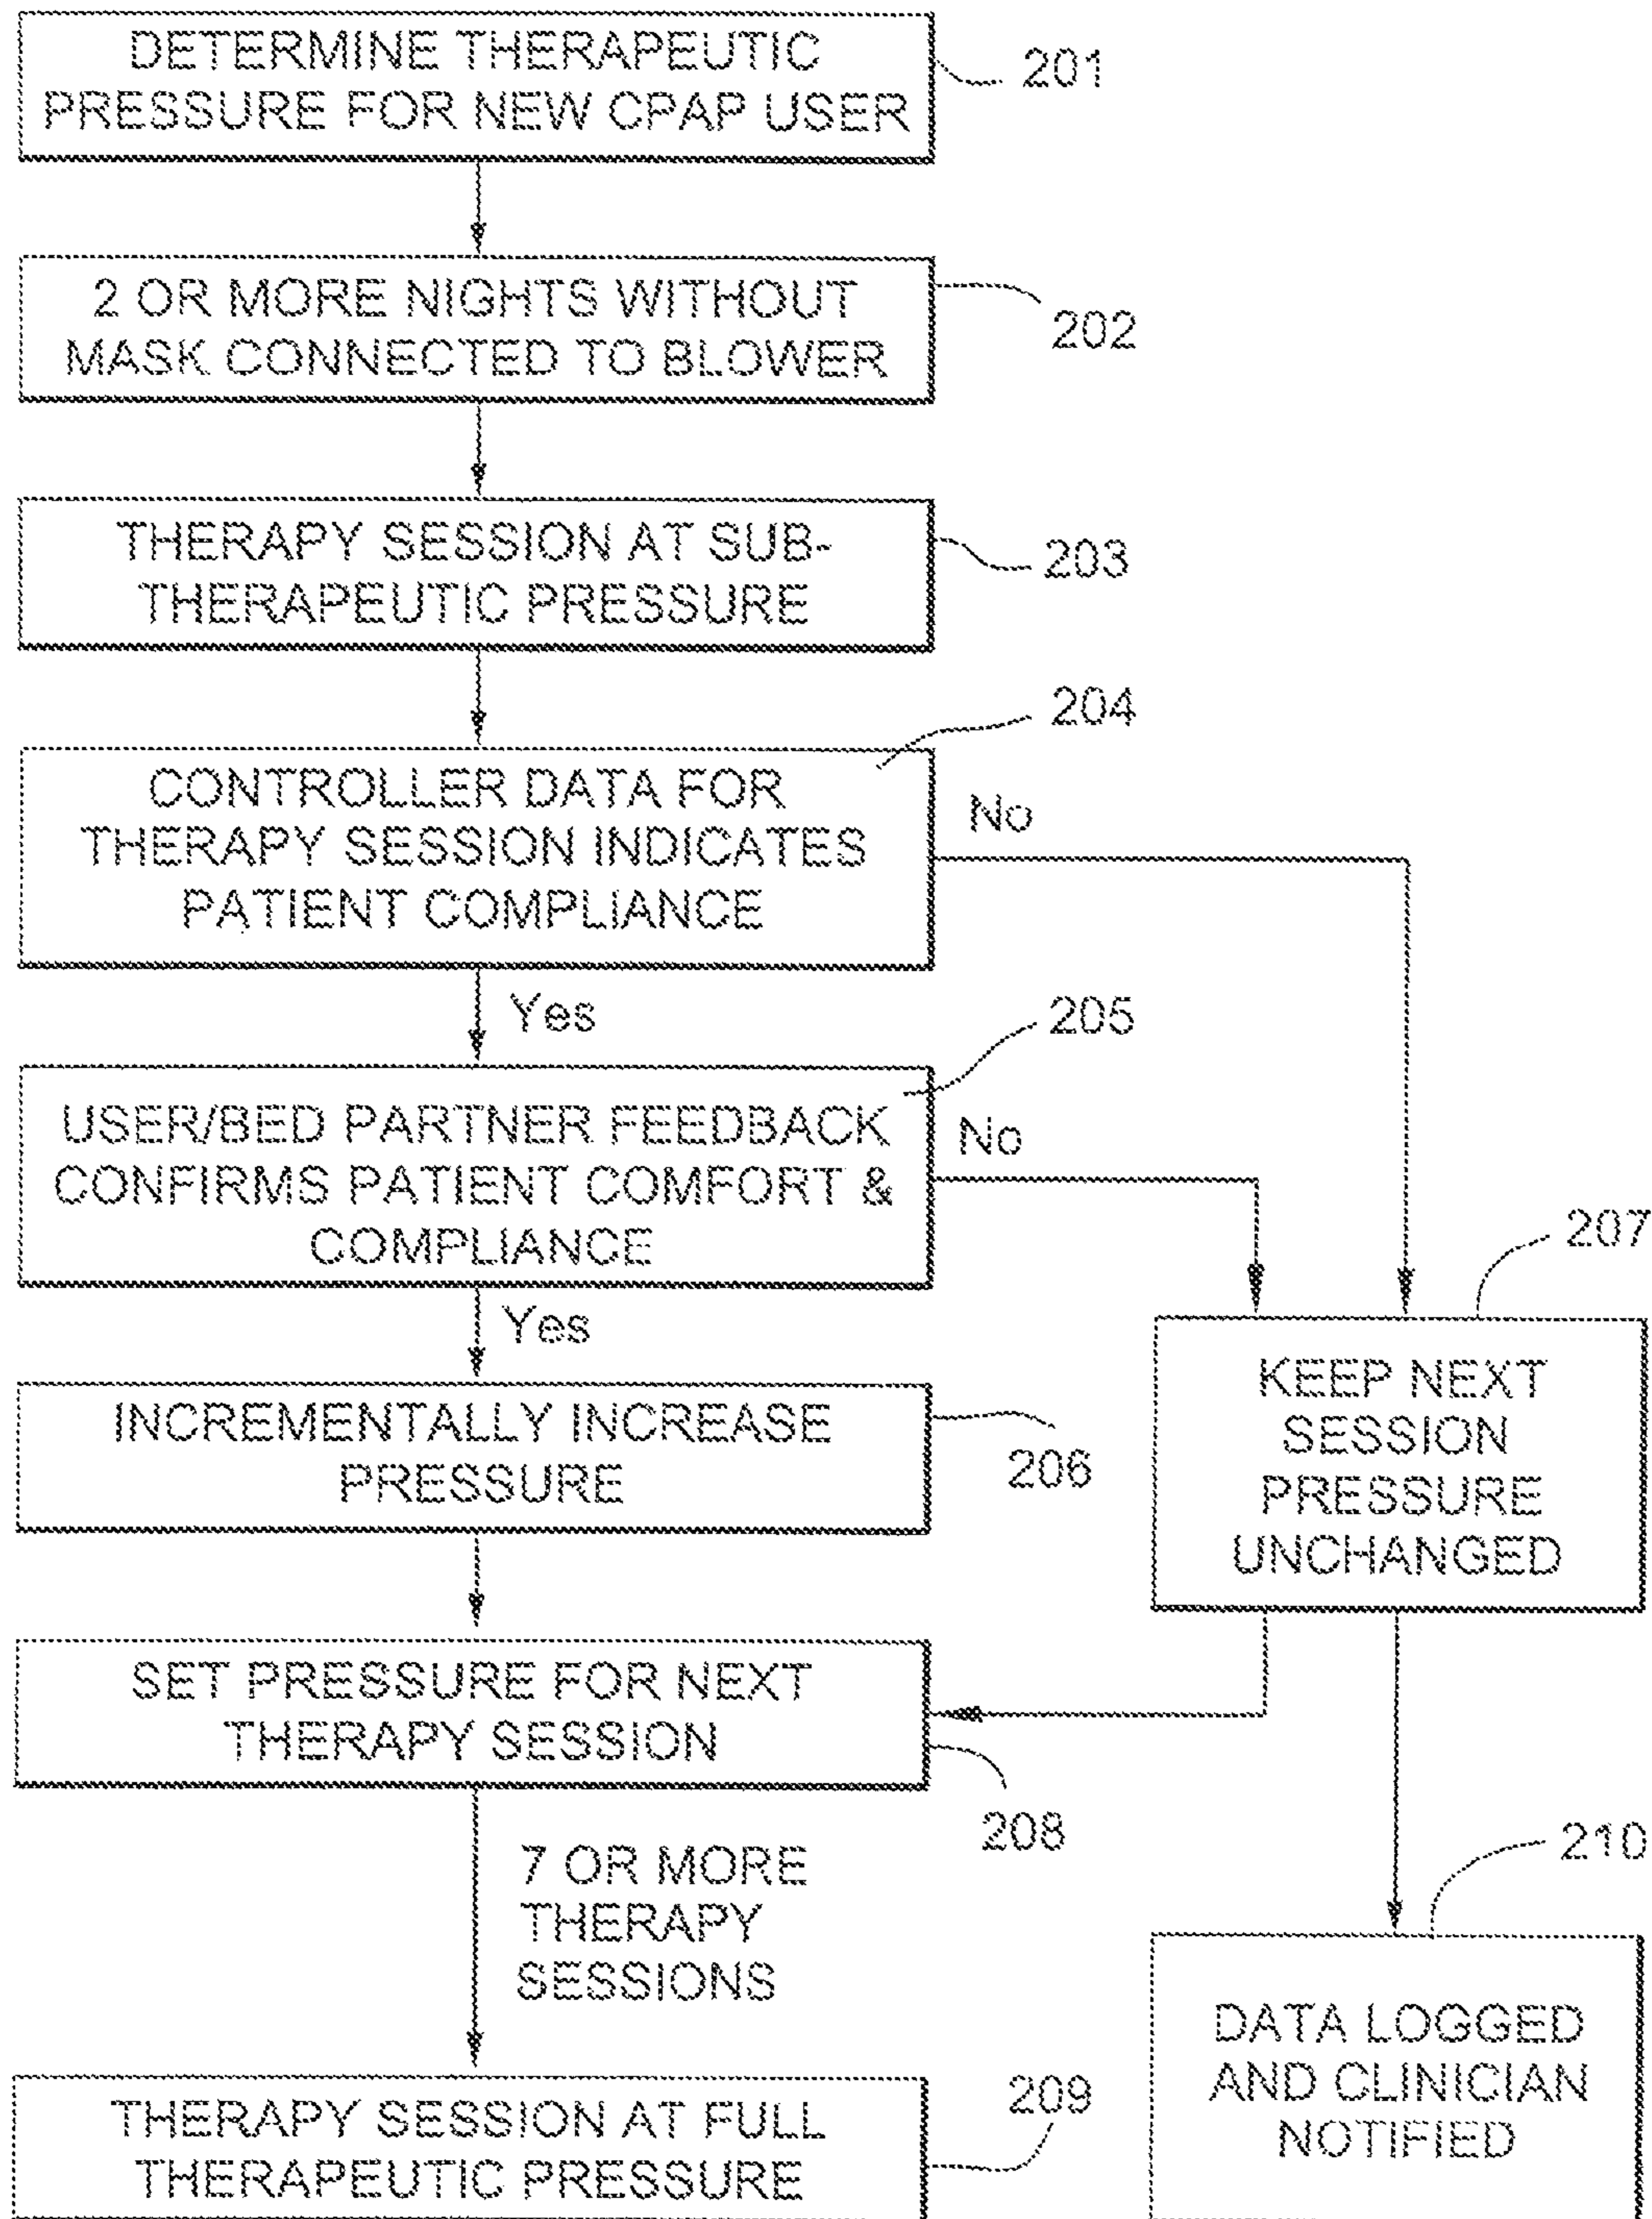 DETERMINE THERAPEUTIC
PRESSURE FOR NEW CPAP USER
201
2 OR MORE NIGHTS WITHOUT
MASK CONNECTED TO BLOWER
202
THERAPY SESSION AT SUB-
THERAPEUTIC PRESSURE
203
204
CONTROLLER DATA FOR
THERAPY SESSION INDICATES
PATIENT COMPLIANCE
No
Yes
205
USER/BED PARTNER FEEDBACK
CONFIRMS PATIENT COMFORT &
COMPLIANCE
No
Yes
207
KEEP NEXT
SESSION
PRESSURE
UNCHANGED
INCREMENTALLY INCREASE
PRESSURE
206
SET PRESSURE FOR NEXT
THERAPY SESSION
208
7 OR MORE
THERAPY
SESSIONS
210
DATA LOGGED
AND CLINICIAN
NOTIFIED
THERAPY SESSION AT FULL
THERAPEUTIC PRESSURE
209